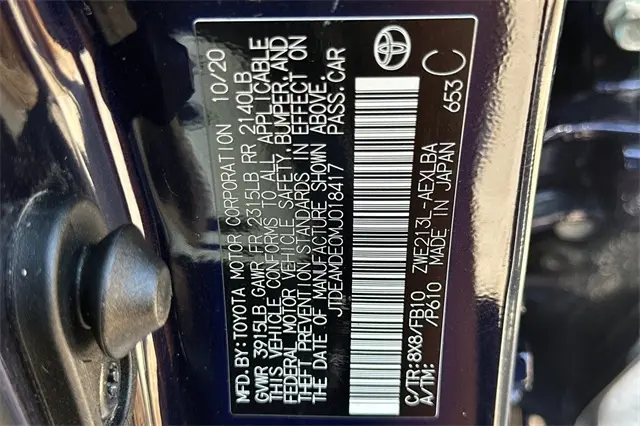 MFD. BY: TOYOTA MOTOR CORPORATION 10/20
GVWR 3915LB GAWR FR 2315LB RR 2140LB
THIS VEHICLE CONFORMS TO ALL APPLICABLE
FEDERAL MOTOR VEHICLE SAFETY, BUMPER, AND
THEFT PREVENTION STANDARDS IN EFFECT ON
THE DATE OF MANUFACTURE SHOWN ABOVE.
JTDEAMDE0MJ018417 PASS. CAR
C/TR: 8X8/FB10 ZWE213L-AEXLBA
A/TM: /P610 MADE IN JAPAN 653 C